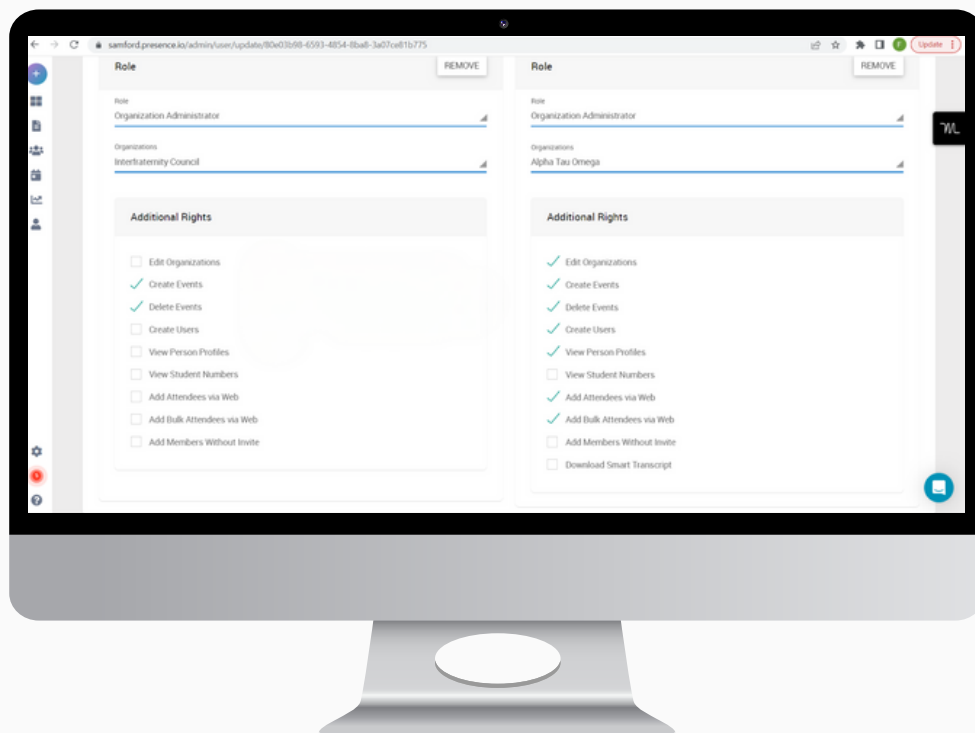 samford.presence.io/admin/user/update/80e03b98-6593-4854-8ba8-3a07ce81b775
Update
Role
REMOVE
Role
Organization Administrator
Organizations
Interfraternity Council
Additional Rights
Edit Organizations
Create Events
Delete Events
Create Users
View Person Profiles
View Student Numbers
Add Attendees via Web
Add Bulk Attendees via Web
Add Members Without Invite
Role
REMOVE
Role
Organization Administrator
Organizations
Alpha Tau Omega
Additional Rights
Edit Organizations
Create Events
Delete Events
Create Users
View Person Profiles
View Student Numbers
Add Attendees via Web
Add Bulk Attendees via Web
Add Members Without Invite
Download Smart Transcript